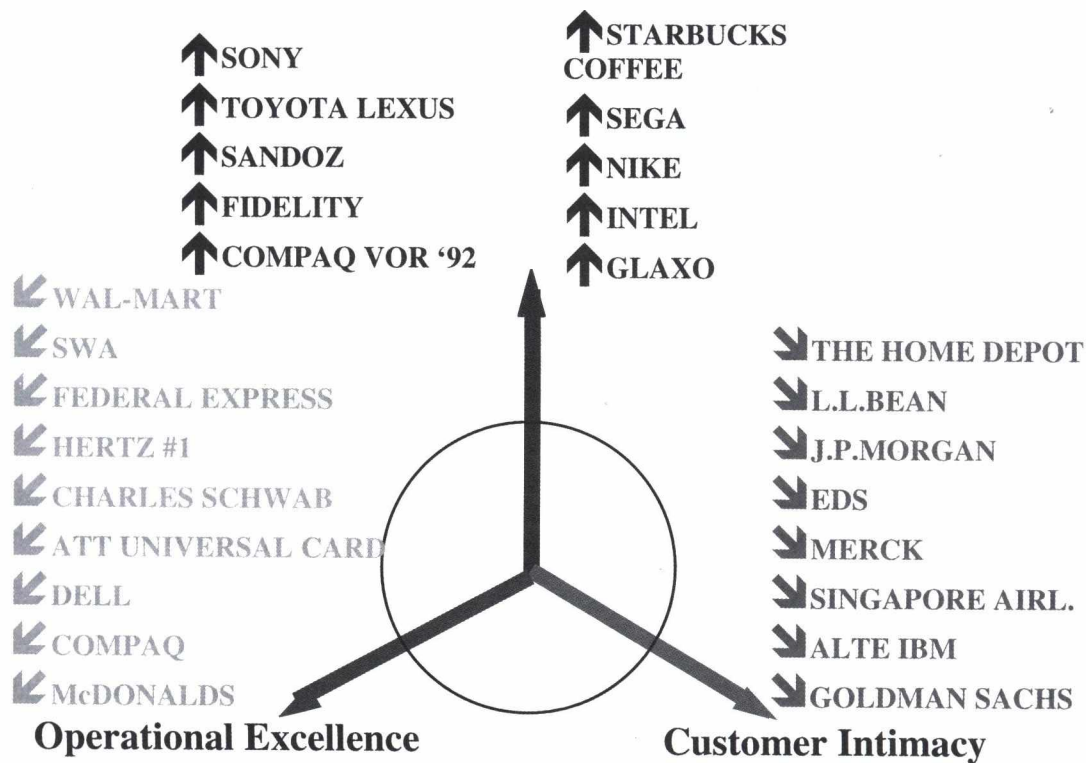 SONY
TOYOTA LEXUS
SANDOZ
FIDELITY
COMPAQ VOR ‘92
STARBUCKS
COFFEE
SEGA
NIKE
INTEL
GLAXO
WAL-MART
SWA
FEDERAL EXPRESS
HERTZ #1
CHARLES SCHWAB
ATT UNIVERSAL CARD
DELL
COMPAQ
McDONALDS
Operational Excellence
THE HOME DEPOT
L.L.BEAN
J.P.MORGAN
EDS
MERCK
SINGAPORE AIRL.
ALTE IBM
GOLDMAN SACHS
Customer Intimacy